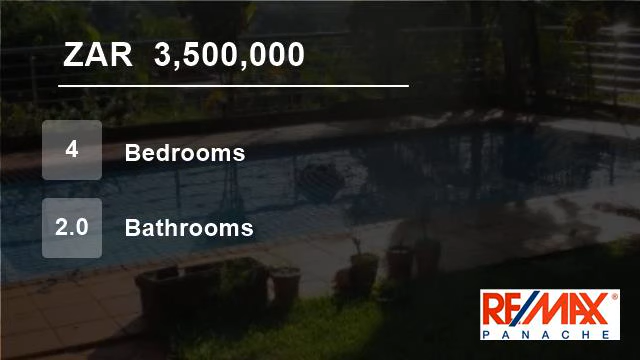 ZAR 3,500,000
4 Bedrooms
2.0 Bathrooms
RE/MAX®
PANACHE